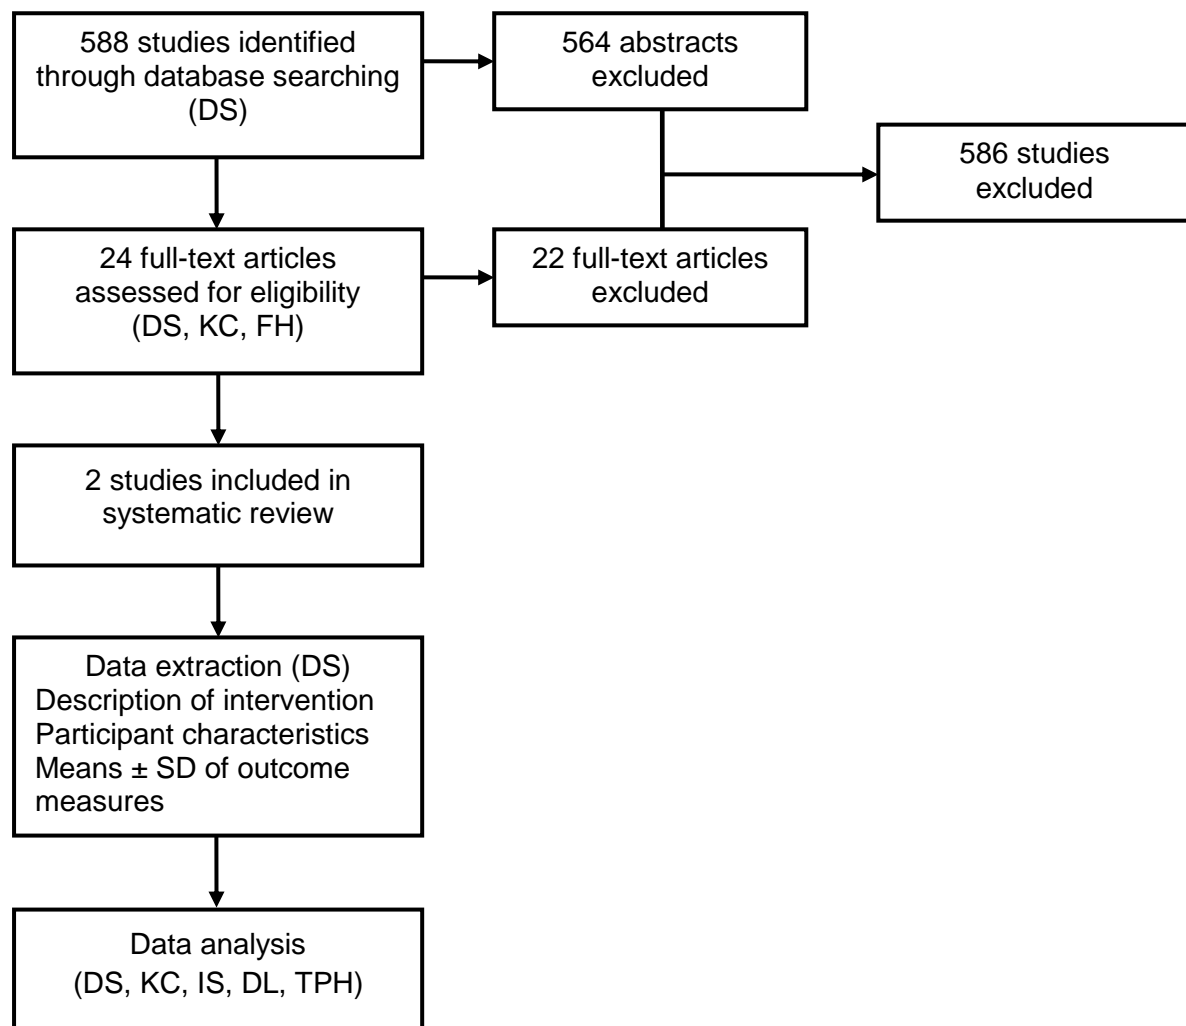 588 studies identified
through database searching
(DS)
564 abstracts
excluded
586 studies
excluded
24 full-text articles
assessed for eligibility
(DS, KC, FH)
22 full-text articles
excluded
2 studies included in
systematic review
Data extraction (DS)
Description of intervention
Participant characteristics
Means ± SD of outcome
measures
Data analysis
(DS, KC, IS, DL, TPH)